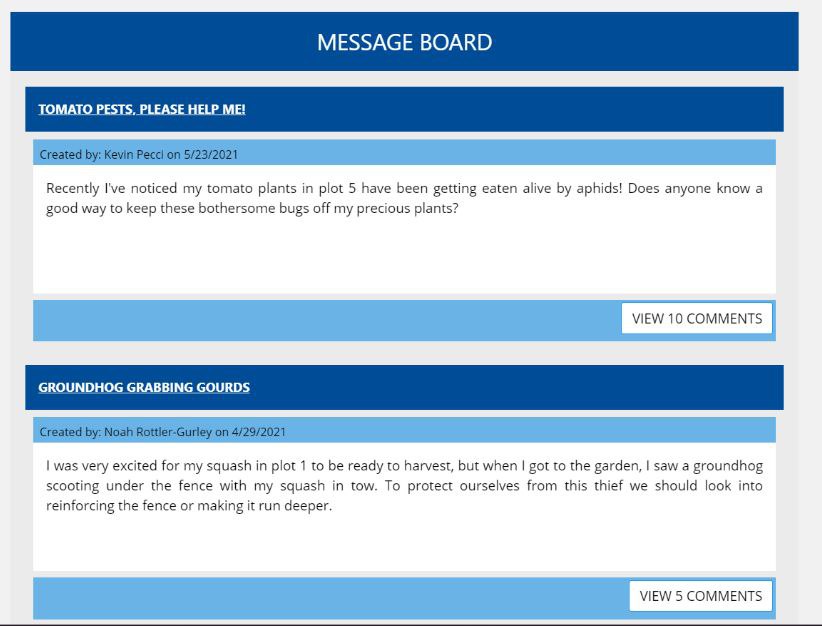 MESSAGE BOARD
TOMATO PESTS, PLEASE HELP ME!
Created by: Kevin Pecci on 5/23/2021
Recently I've noticed my tomato plants in plot 5 have been getting eaten alive by aphids! Does anyone know a
good way to keep these bothersome bugs off my precious plants?
VIEW 10 COMMENTS
GROUNDHOG GRABBING GOURDS
Created by: Noah Rottler-Gurley on 4/29/2021
I was very excited for my squash in plot 1 to be ready to harvest, but when I got to the garden, I saw a groundhog
scooting under the fence with my squash in tow. To protect ourselves from this thief we should look into
reinforcing the fence or making it run deeper.
VIEW 5 COMMENTS